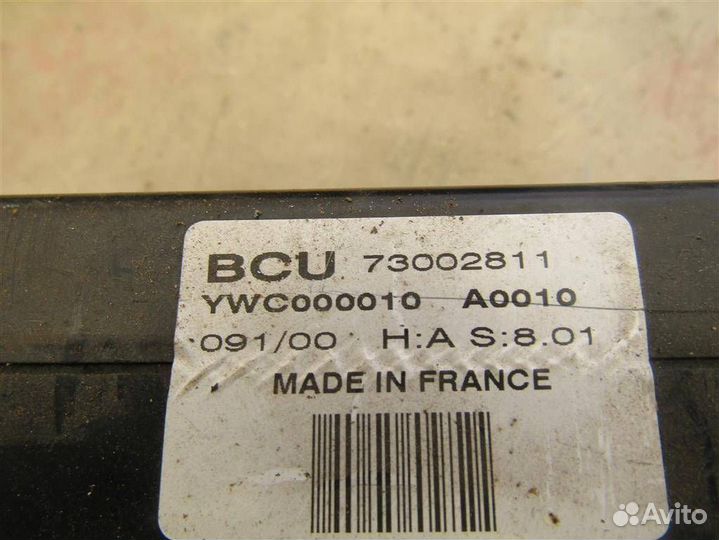 BCU 73002811
YWC000010 A0010
091/00 H:A S:8.01
MADE IN FRANCE
Avito